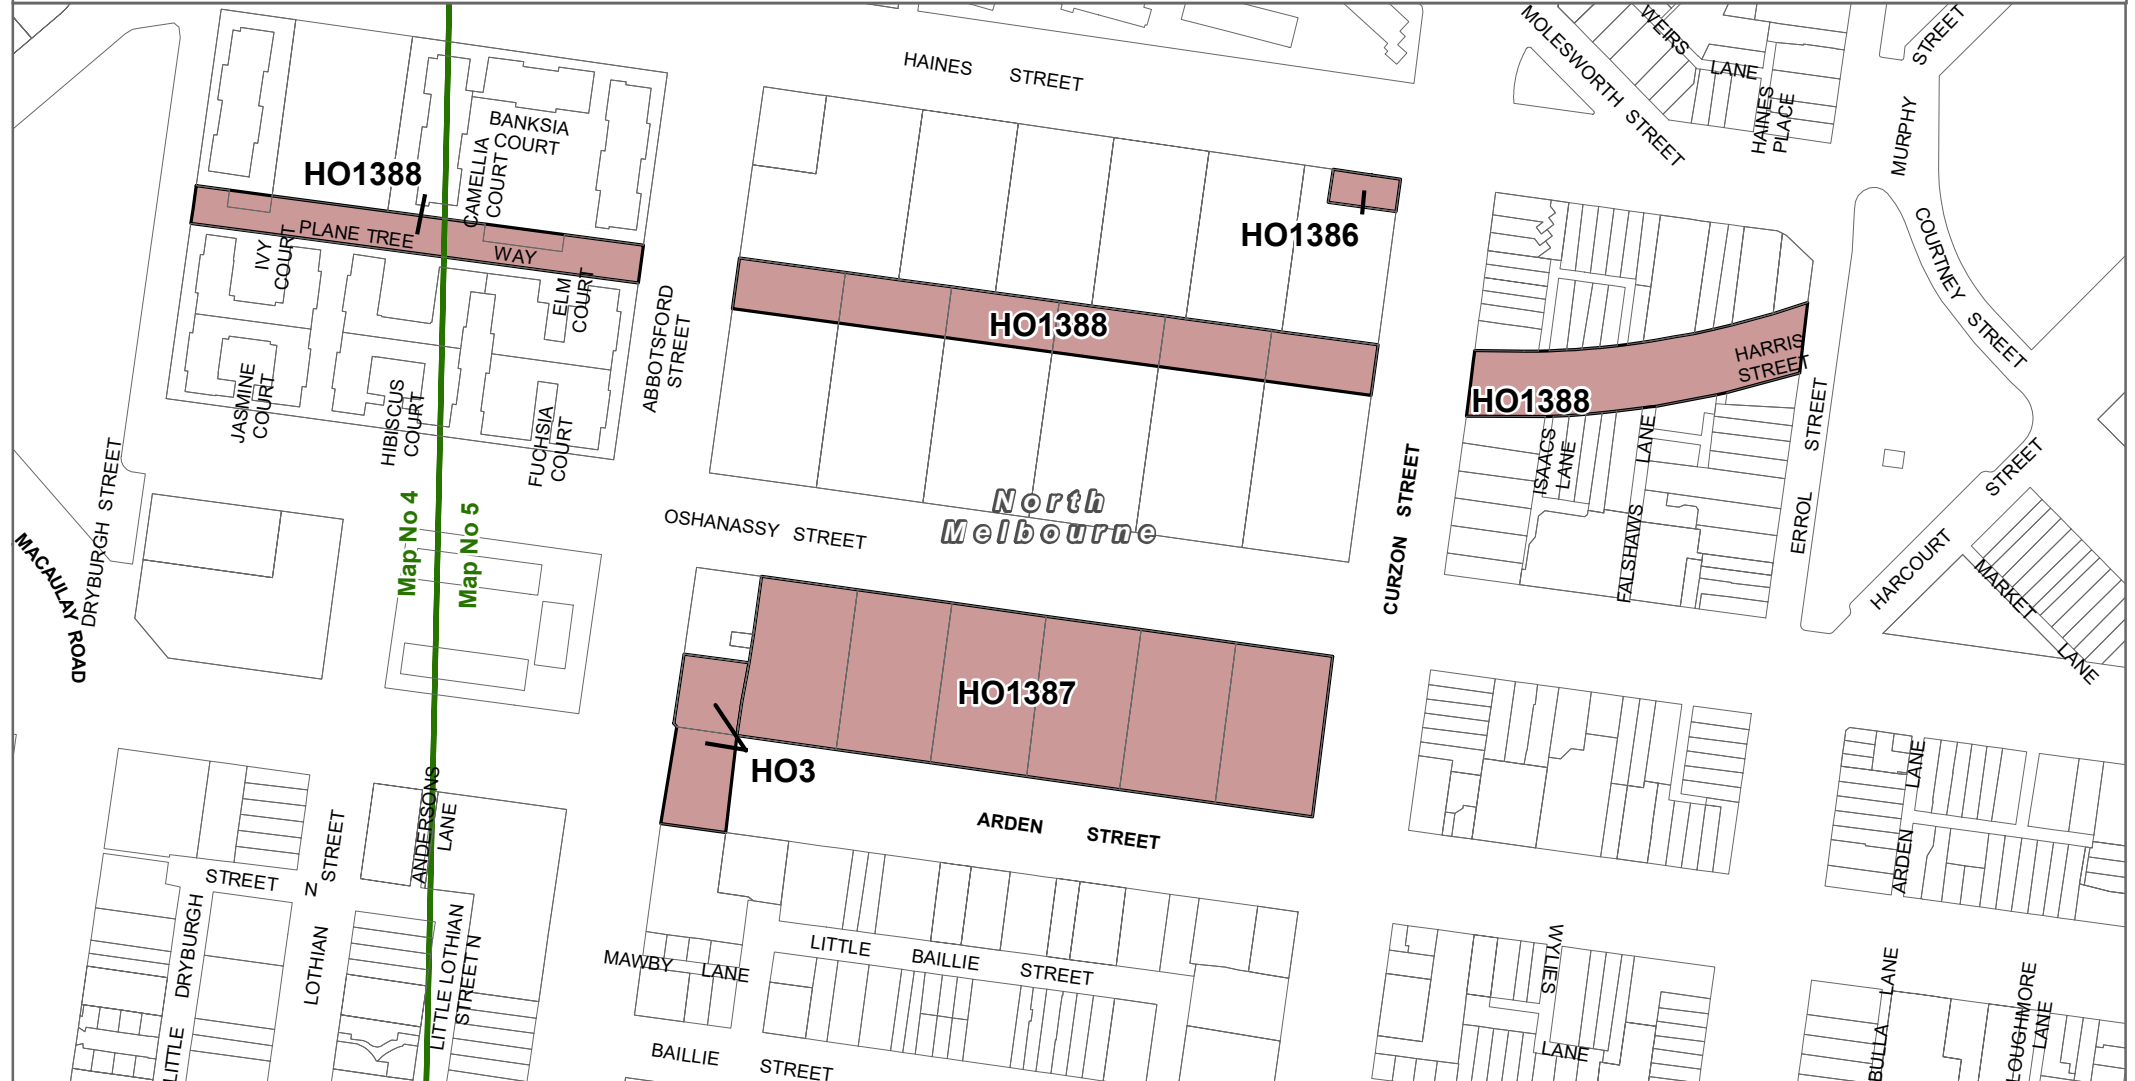 HAINES STREET
MOLESWORTH STREET
WEIRS
LANE
HAINES
PLACE
STREET
MURPHY
COURTNEY STREET
BANKSIA
COURT
CAMELLIA
COURT
HO1388
PLANE TREE
WAY
IVY
COURT
ELM
COURT
JASMINE
COURT
HIBISCUS
COURT
FUCHSIA
COURT
ABBOTSFORD
STREET
HO1386
HO1388
HARRIS
STREET
HO1388
ISAACS
LANE
FALSHAWS LANE
ERROL STREET
HARCOURT STREET
MARKET LANE
CURZON STREET
North
Melbourne
OSHANASSY STREET
DRYBURGH STREET
MACAULAY ROAD
Map No 4
Map No 5
HO1387
HO3
ARDEN STREET
ANDERSONS
LANE
STREET N
LITTLE DRYBURGH
LOTHIAN STREET
LITTLE LOTHIAN
STREET N
MAWBY LANE
LITTLE BAILLIE STREET
BAILLIE STREET
WYLIES
LANE
ARDEN LANE
BULLA LANE
LOUGHMORE
LANE